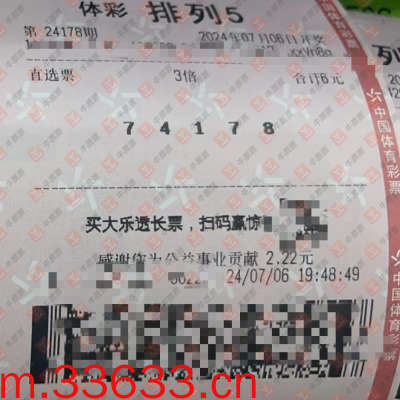 体彩 排列5
第 24178期 2024年07月06日开奖
直选票 3倍 合计6元
7 4 1 7 8
买大乐透长票，扫码赢惊
感谢您为公益事业贡献 2.22元
24/07/06 19:48:49
中国体育彩票
m.33633.cn